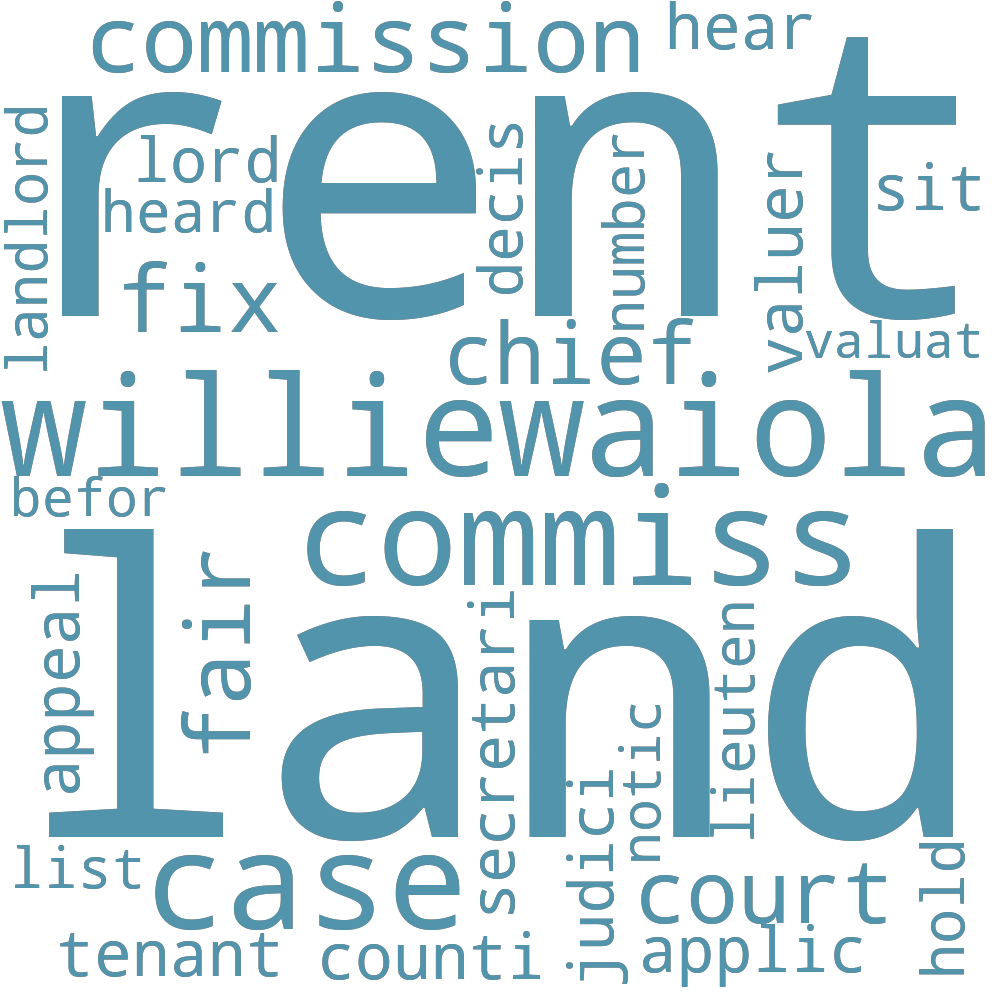 commission
hear
rent
landlord
lord
heard
decis
number
valuer
sit
fix
chief
valuat
williewaiola
befor
commiss
land
appeal
fair
secretari
lieuten
notic
judici
list
case
court
hold
tenant
counti
applic